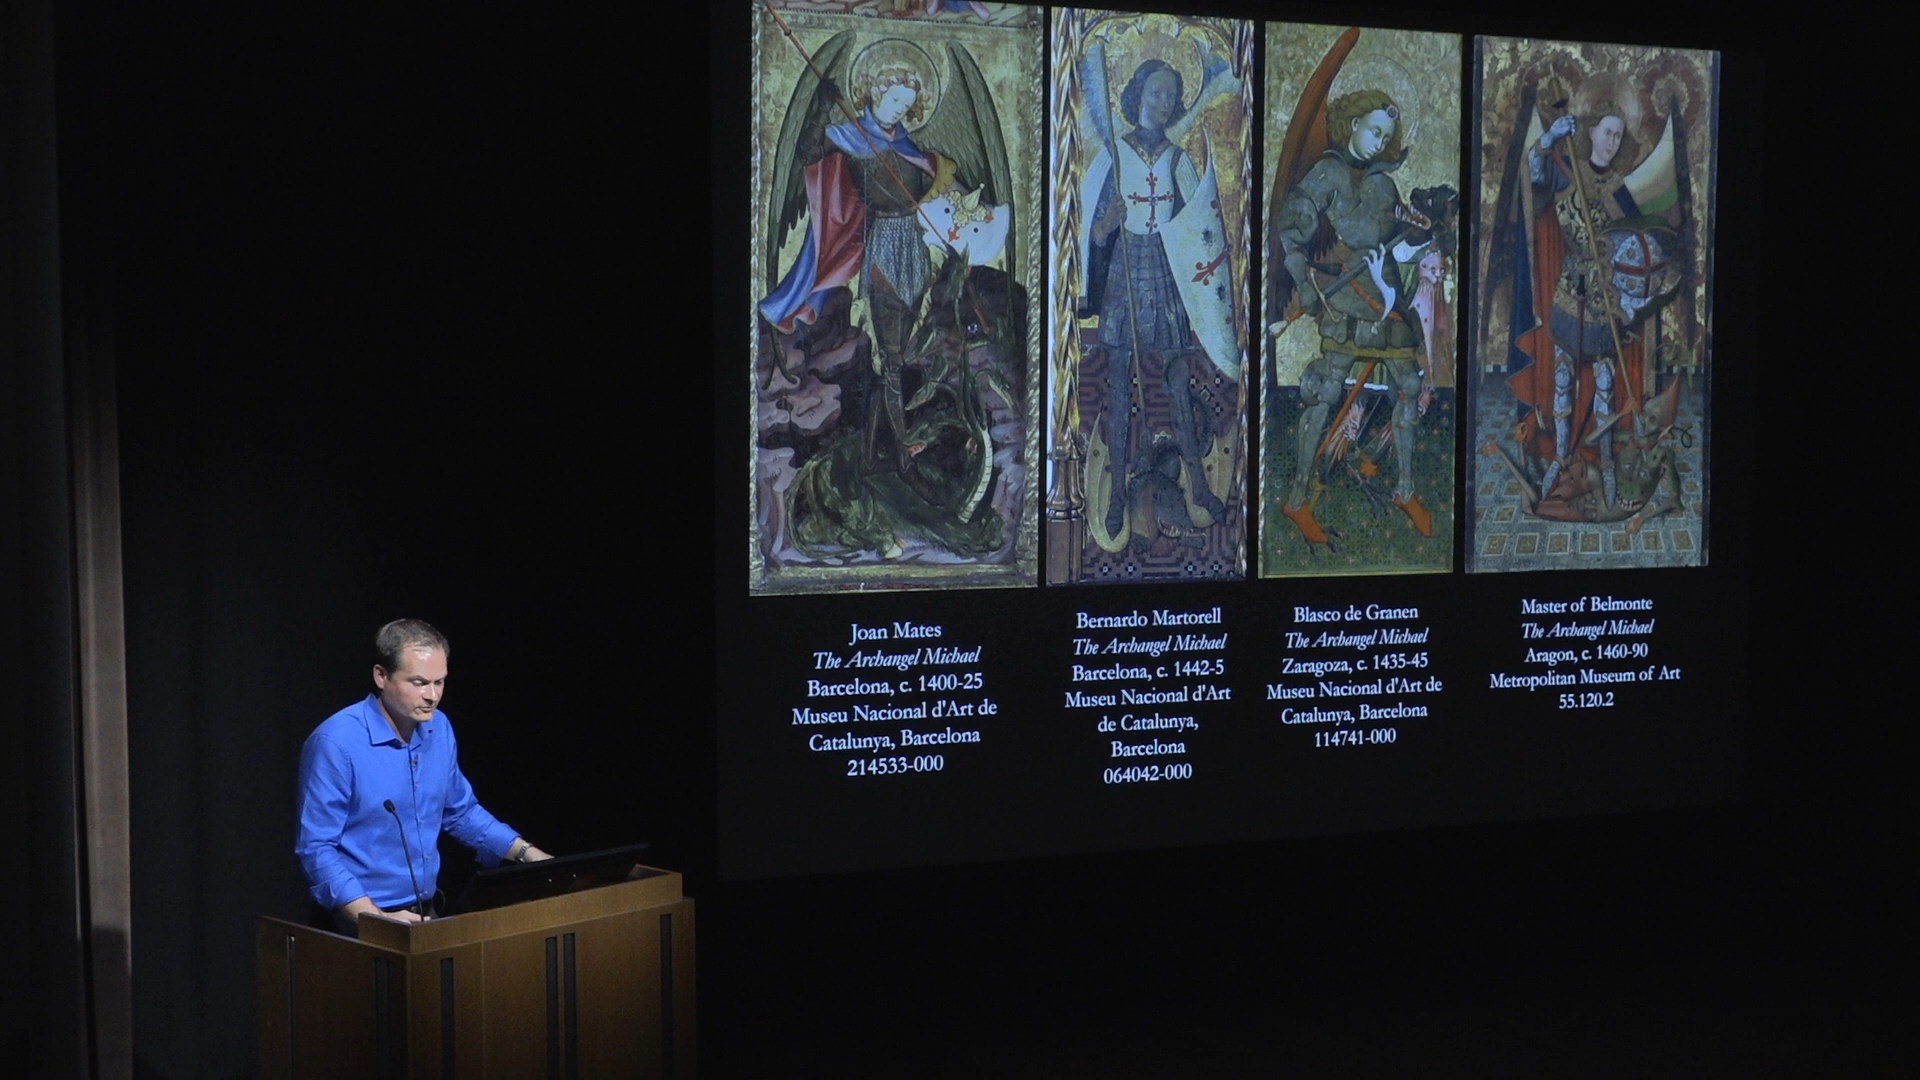 Joan Mates
The Archangel Michael
Barcelona, c. 1400-25
Museu Nacional d'Art de
Catalunya, Barcelona
214533-000
Bernardo Martorell
The Archangel Michael
Barcelona, c. 1442-5
Museu Nacional d'Art
de Catalunya,
Barcelona
064042-000
Blasco de Granen
The Archangel Michael
Zaragoza, c. 1435-45
Museu Nacional d'Art de
Catalunya, Barcelona
114741-000
Master of Belmonte
The Archangel Michael
Aragon, c. 1460-90
Metropolitan Museum of Art
55.120.2